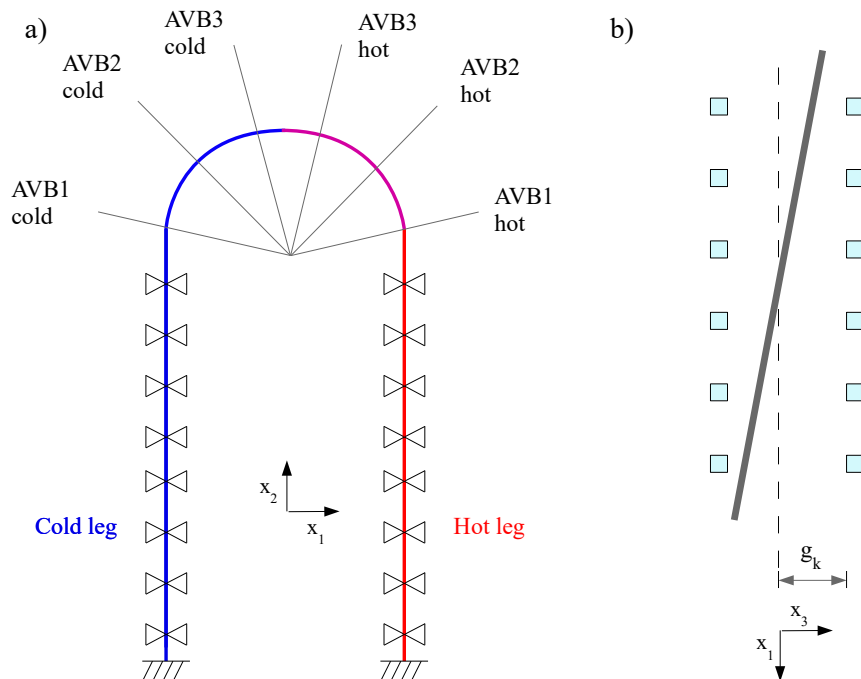 a)
AVB3
cold
AVB3
hot
b)
AVB2
cold
AVB2
hot
AVB1
cold
AVB1
hot
x₂
x₁
Cold leg
Hot leg
gₖ
x₃
x₁